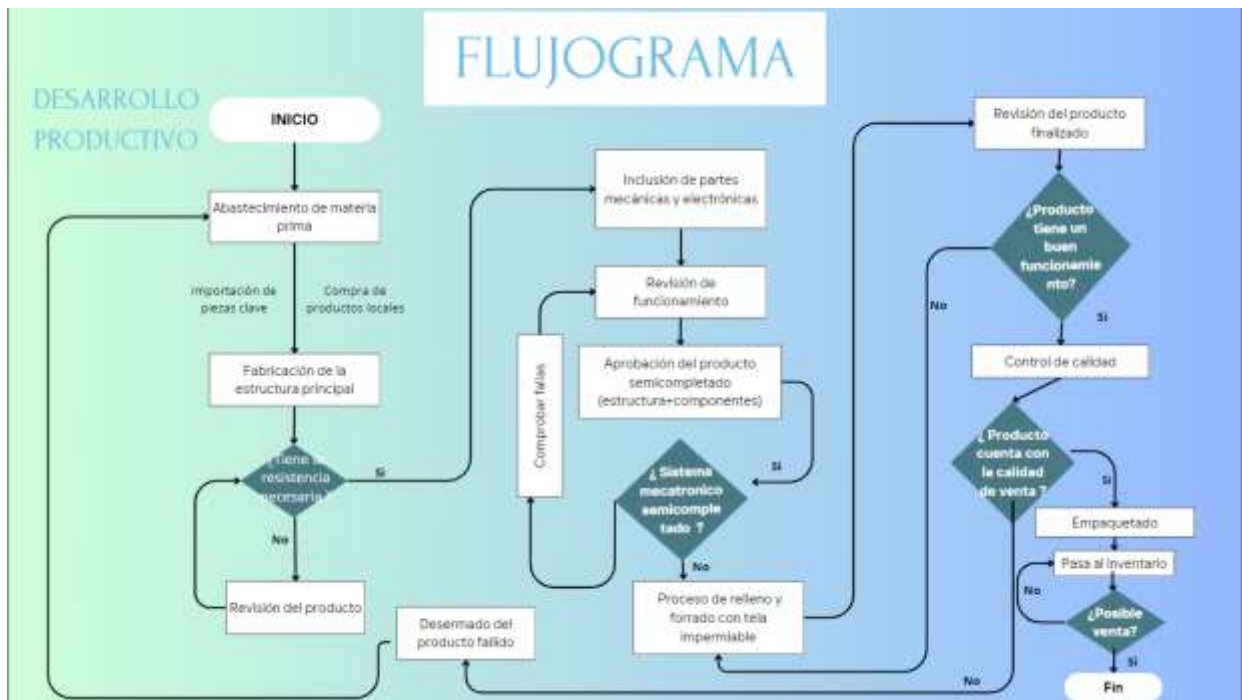 FLUJOGRAMA
DESARROLLO
PRODUCTIVO
INICIO
Abastecimiento de materia
prima
Importación de
piezas clave
Compra de
productos locales
Fabricación de la
estructura principal
¿Tiene la
resistencia
necesaria?
Si
No
Revisión del producto
Inclusión de partes
mecánicas y electrónicas
Revisión de
funcionamiento
Aprobación del producto
semicompletado
(estructura+componentes)
Comprobar fallas
Si
¿ Sistema
mecatronico
semicomple
tado ?
No
Proceso de relleno y
forrado con tela
impermiable
Desermado del
producto fallido
Revisión del producto
finalizado
¿Producto
tiene un
buen
funcionamie
nto?
No
Si
Control de calidad
¿ Producto
cuenta con
la calidad
de venta ?
Si
Empaquetado
Pasa al inventario
No
¿Posible
venta?
Si
No
Fin